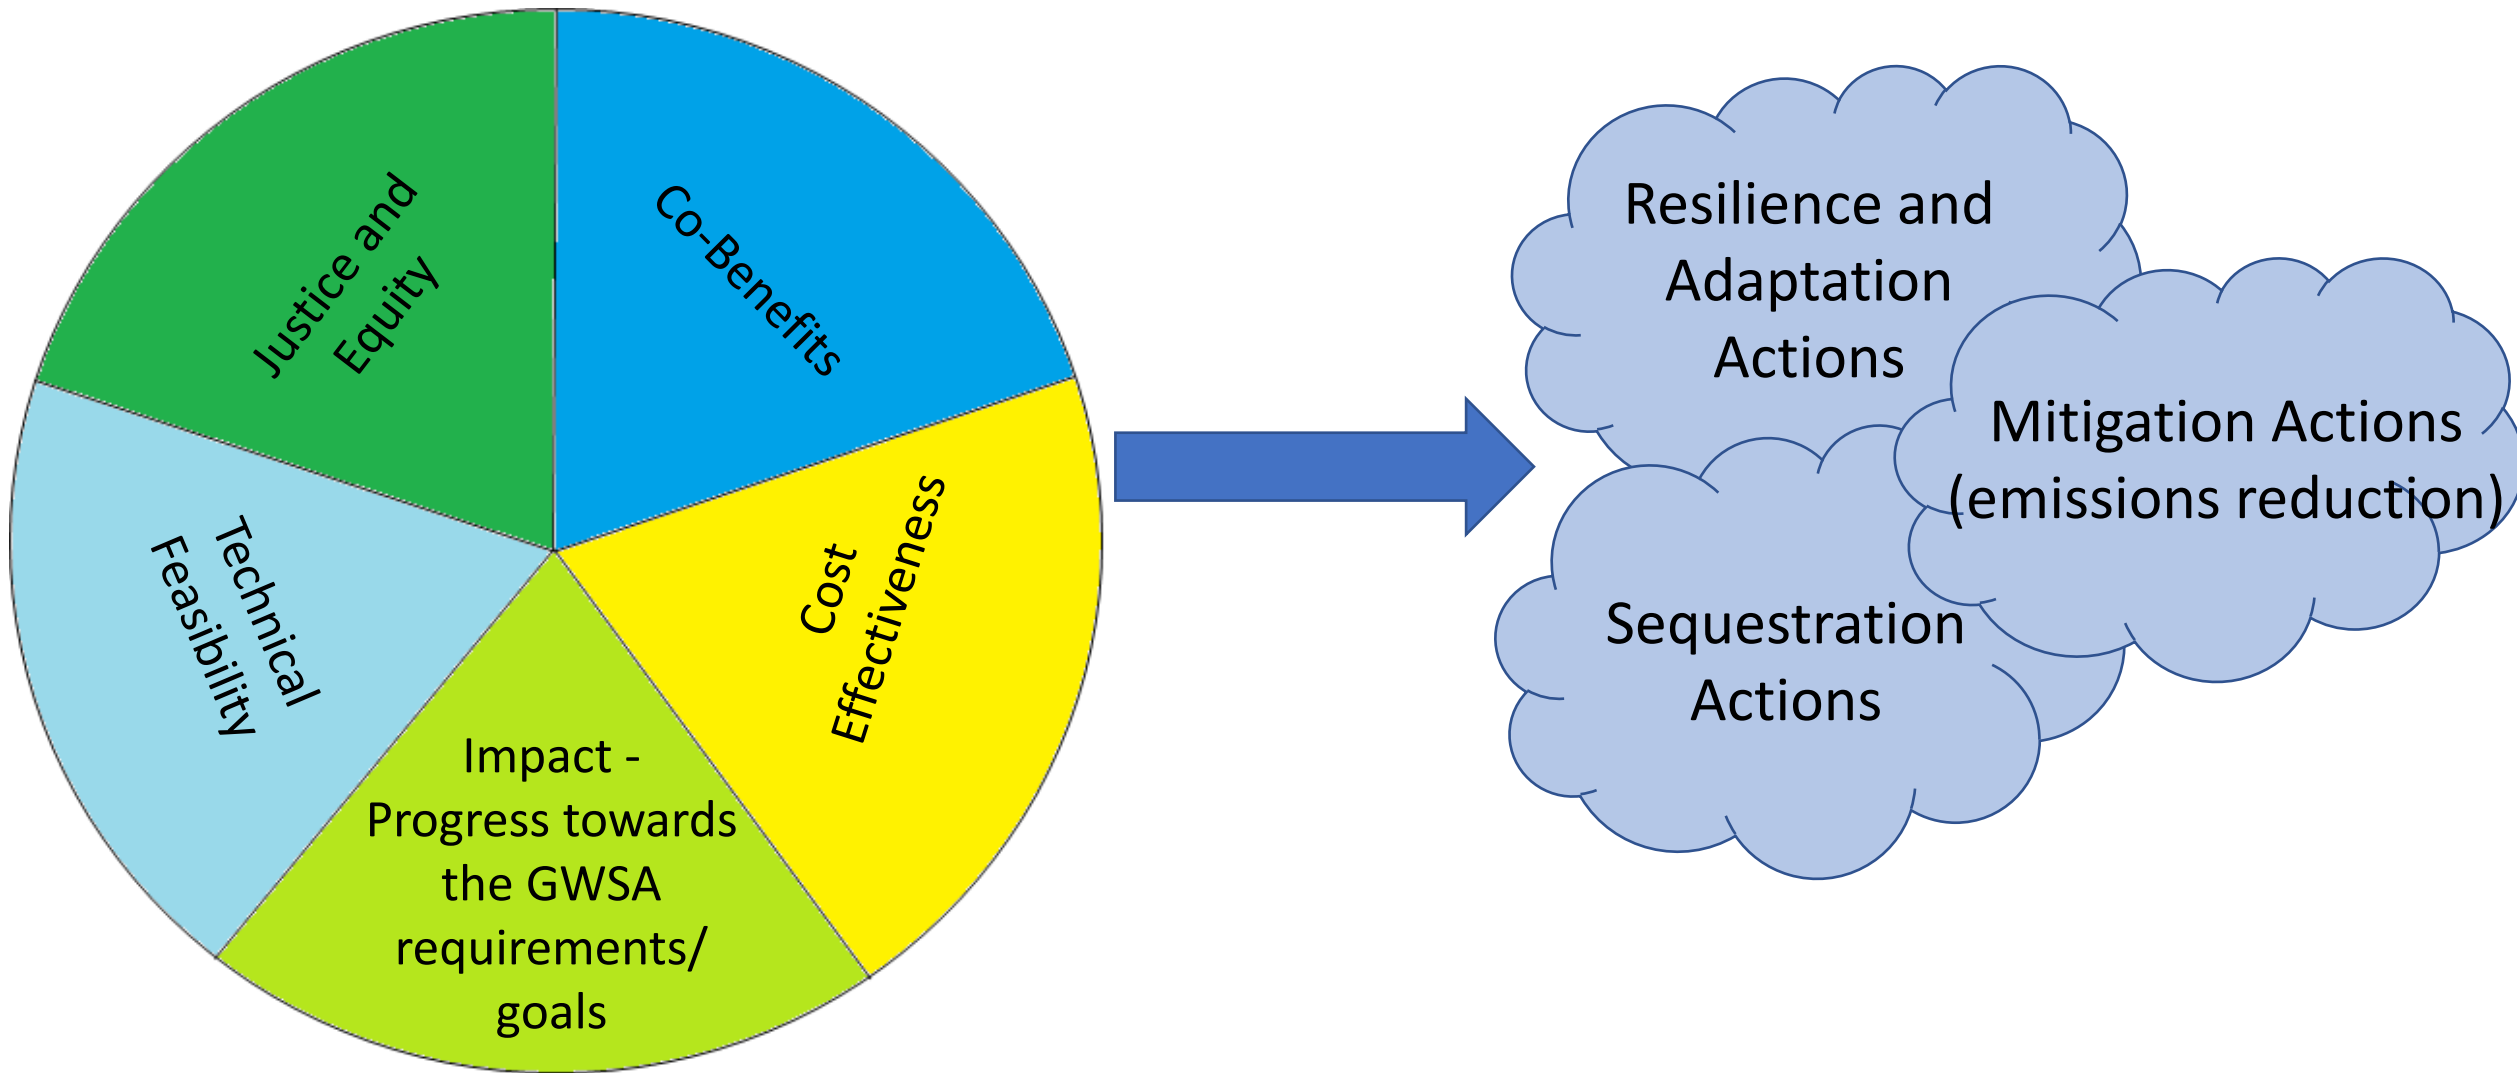 Justice and
Equity
Co-Benefits
Cost
Effectiveness
Impact -
Progress towards
the GWSA
requirements/
goals
Technical
Feasibility
Resilience and
Adaptation
Actions
Mitigation Actions
(emissions reduction)
Sequestration
Actions